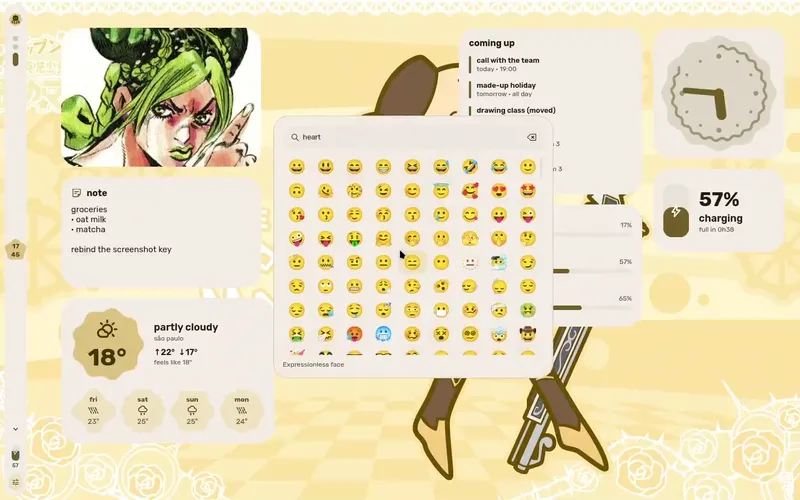 17
45
57
note
groceries
• oat milk
• matcha
rebind the screenshot key
18°
partly cloudy
são paulo
↑22° ↓17°
feels like 18°
fri
sat
sun
mon
23°
25°
25°
24°
heart
Expressionless face
coming up
call with the team
today • 19:00
made-up holiday
tomorrow • all day
drawing class (moved)
3
17%
57%
65%
57%
charging
full in 0h38